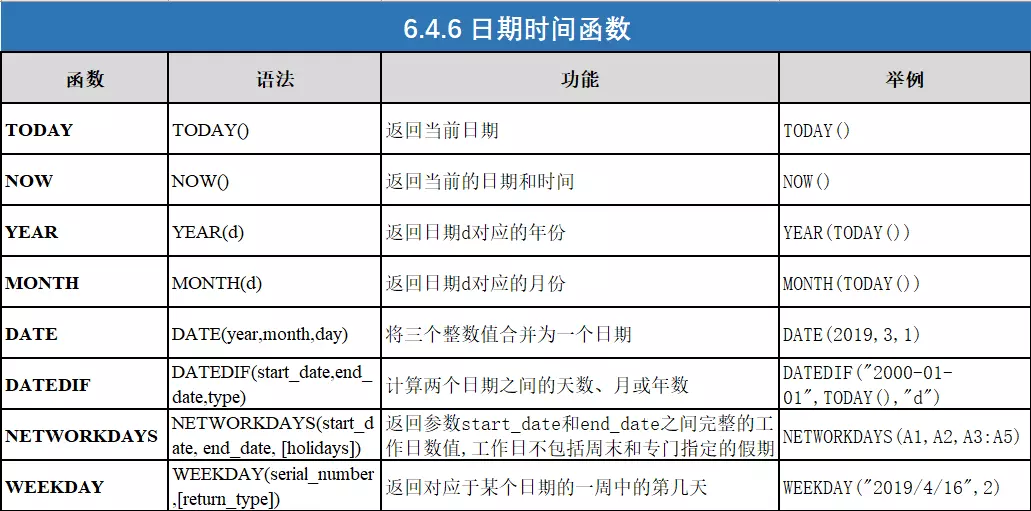 6.4.6 日期时间函数
函数 语法 功能 举例
TODAY TODAY() 返回当前日期 TODAY()
NOW NOW() 返回当前的日期和时间 NOW()
YEAR YEAR(d) 返回日期d对应的年份 YEAR(TODAY())
MONTH MONTH(d) 返回日期d对应的月份 MONTH(TODAY())
DATE DATE(year,month,day) 将三个整数值合并为一个日期 DATE(2019,3,1)
DATEDIF
DATEDIF(start_date,end_
date,type)
计算两个日期之间的天数、月或年数
DATEDIF("2000-01-
01",TODAY(),"d")
NETWORKDAYS
NETWORKDAYS(start_d
ate, end_date, [holidays])
返回参数start_date和end_date之间完整的工
作日数值,工作日不包括周末和专门指定的假期
NETWORKDAYS(A1,A2,A3:A5)
WEEKDAY
WEEKDAY(serial_number
,[return_type])
返回对应于某个日期的一周中的第几天
WEEKDAY("2019/4/16",2)